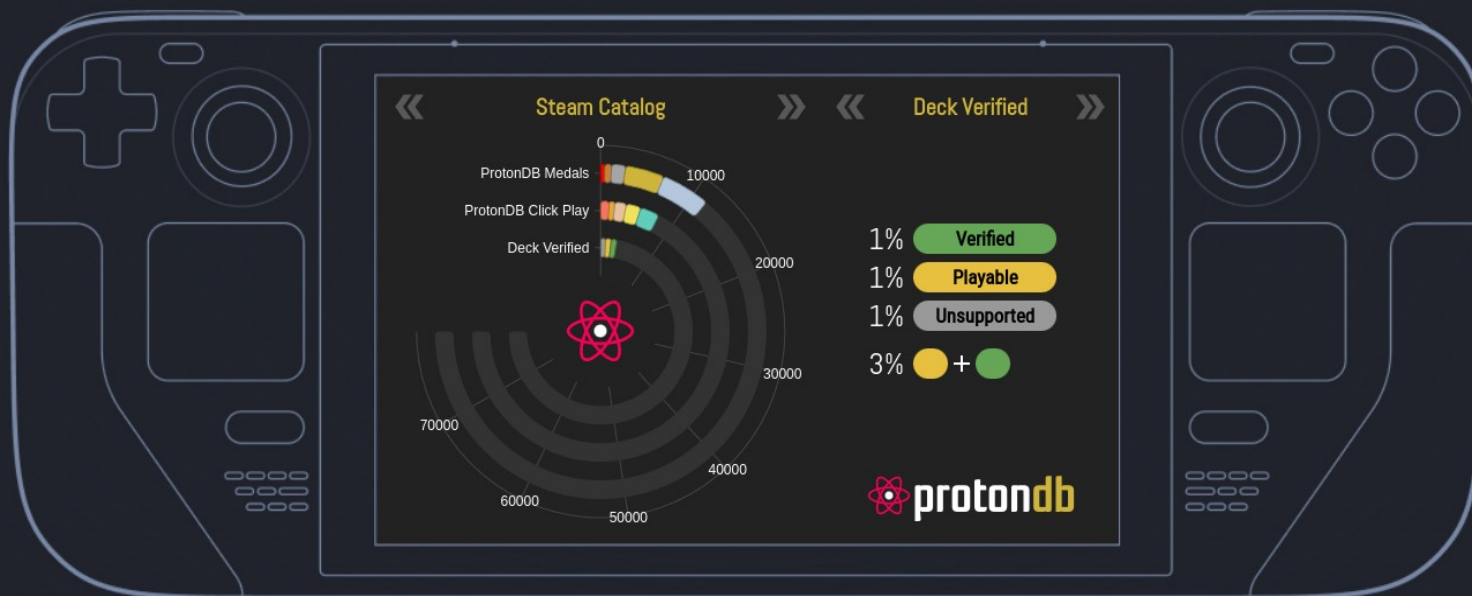 Steam Catalog
0
ProtonDB Medals
10000
ProtonDB Click Play
Deck Verified
20000
30000
40000
50000
60000
70000
Deck Verified
1% Verified
1% Playable
1% Unsupported
3% +
protondb